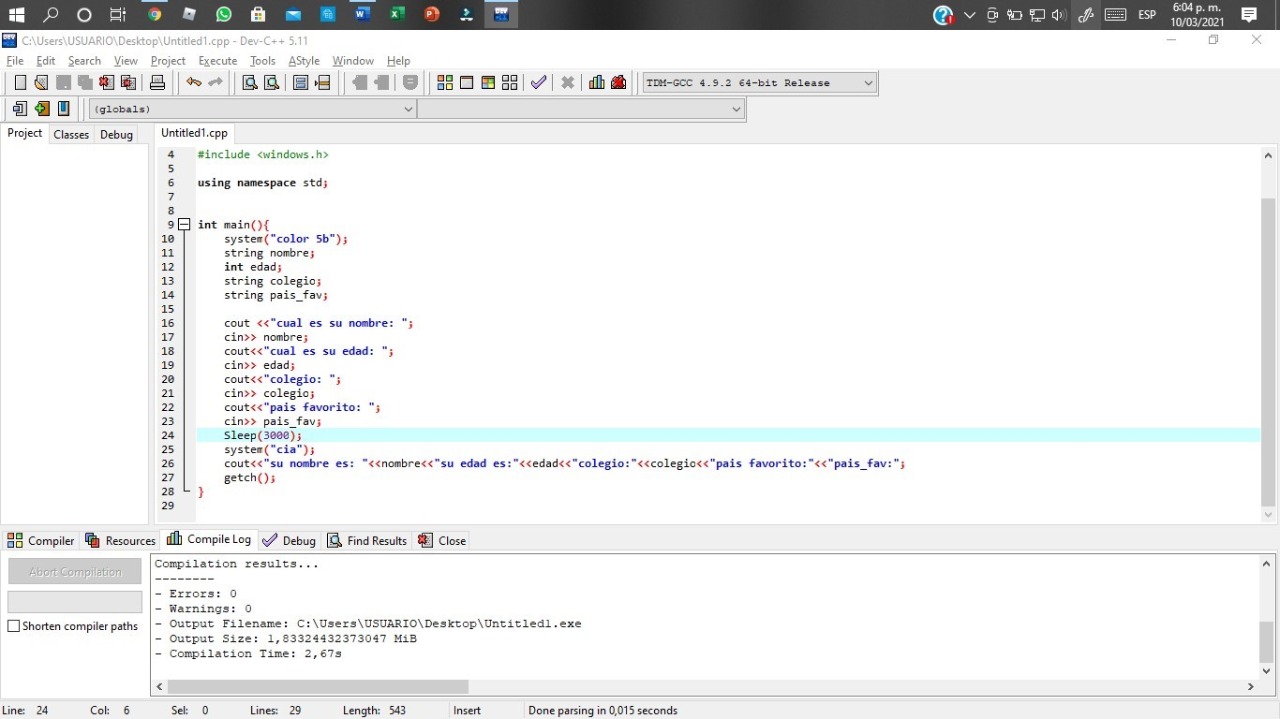 6:04 p. m.
ESP
10/03/2021
C:\Users\USUARIO\Desktop\Untitled1.cpp - Dev-C++ 5.11
File Edit Search View Project Execute Tools AStyle Window Help
TDM-GCC 4.9.2 64-bit Release
(globals)
Project Classes Debug Untitled1.cpp
4 #include <windows.h>
5
6 using namespace std;
7
8
9 int main(){
10 system("color 5b");
11 string nombre;
12 int edad;
13 string colegio;
14 string pais_fav;
15
16 cout <<"cual es su nombre: ";
17 cin>> nombre;
18 cout<<"cual es su edad: ";
19 cin>> edad;
20 cout<<"colegio: ";
21 cin>> colegio;
22 cout<<"pais favorito: ";
23 cin>> pais_fav;
24 Sleep(3000);
25 system("cia");
26 cout<<"su nombre es: "<<nombre<<"su edad es:"<<edad<<"colegio:"<<colegio<<"pais favorito:"<<"pais_fav:";
27 getch();
28 }
29
Compiler Resources Compile Log Debug Find Results Close
Abort Compilation
Shorten compiler paths
Compilation results...
--------
- Errors: 0
- Warnings: 0
- Output Filename: C:\Users\USUARIO\Desktop\Untitled1.exe
- Output Size: 1,83324432373047 MiB
- Compilation Time: 2,67s
Line: 24 Col: 6 Sel: 0 Lines: 29 Length: 543 Insert Done parsing in 0,015 seconds